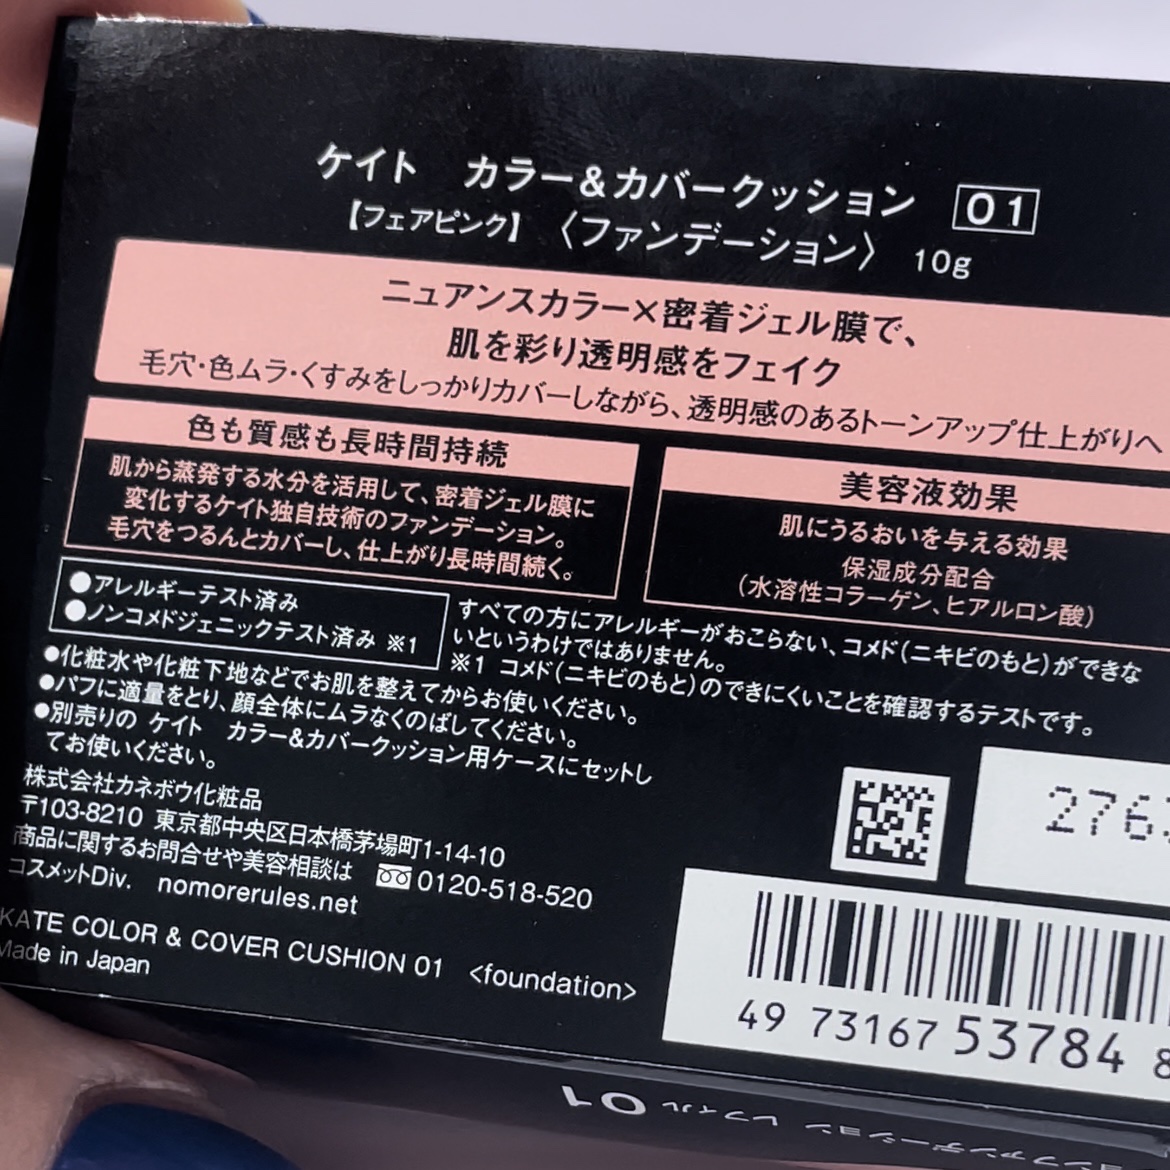 ケイト カラー&カバークッション 01
【フェアピンク】〈ファンデーション〉 10g
ニュアンスカラー×密着ジェル膜で、
肌を彩り透明感をフェイク
毛穴・色ムラ・くすみをしっかりカバーしながら、透明感のあるトーンアップ仕上がりへ
色も質感も長時間持続
肌から蒸発する水分を活用して、密着ジェル膜に
変化するケイト独自技術のファンデーション。
毛穴をつるんとカバーし、仕上がり長時間続く。
美容液効果
肌にうるおいを与える効果
保湿成分配合
(水溶性コラーゲン、ヒアルロン酸)
●アレルギーテスト済み
●ノンコメドジェニックテスト済み ※1
すべての方にアレルギーがおこらない、コメド(ニキビのもと)ができな
いというわけではありません。
※1 コメド(ニキビのもと)のできにくいことを確認するテストです。
●化粧水や化粧下地などでお肌を整えてからお使いください。
●パフに適量をとり、顔全体にムラなくのばしてください。
●別売りの ケイト カラー&カバークッション用ケースにセットし
てお使いください。
株式会社カネボウ化粧品
〒103-8210 東京都中央区日本橋茅場町1-14-10
商品に関するお問合せや美容相談は 0120-518-520
コスメットDiv. nomorerules.net
KATE COLOR & COVER CUSHION 01 <foundation>
Made in Japan
276
49 73167 53784 8
ファンデーション レフィル 01